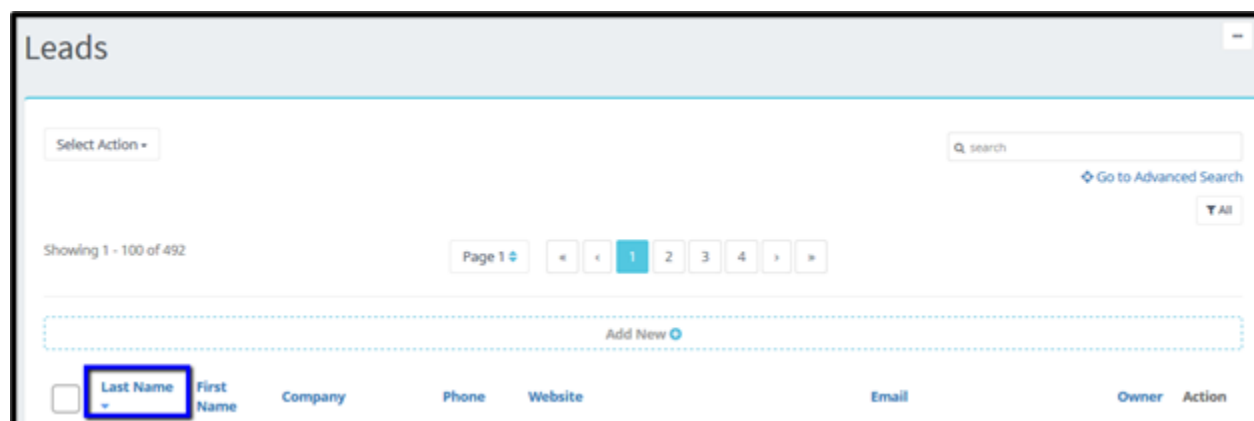 Leads
Select Action
search
Go to Advanced Search
All
Showing 1 - 100 of 492
Page 1 « ‹ 1 2 3 4 › »
Add New
Last Name First Name Company Phone Website Email Owner Action